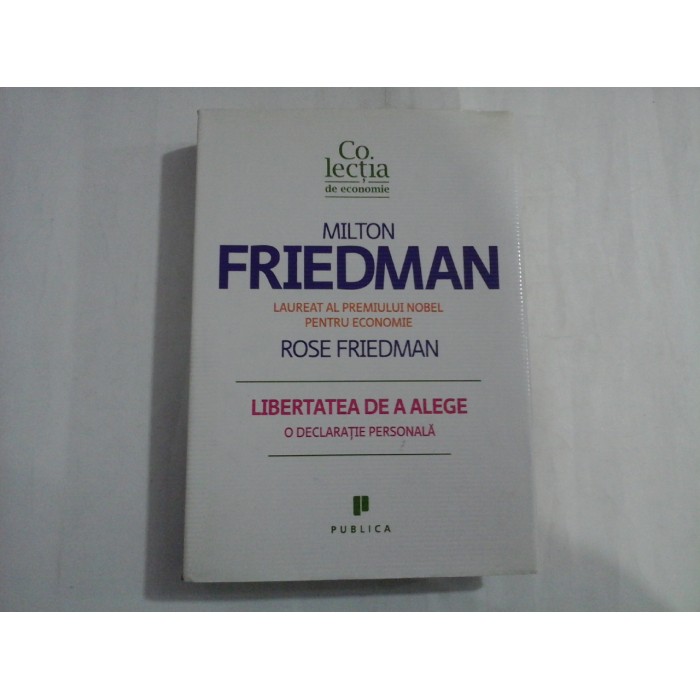 Co.
lecția
de economie
MILTON
FRIEDMAN
LAUREAT AL PREMIULUI NOBEL
PENTRU ECONOMIE
ROSE FRIEDMAN
LIBERTATEA DE A ALEGE
O DECLARAȚIE PERSONALĂ
PUBLICA